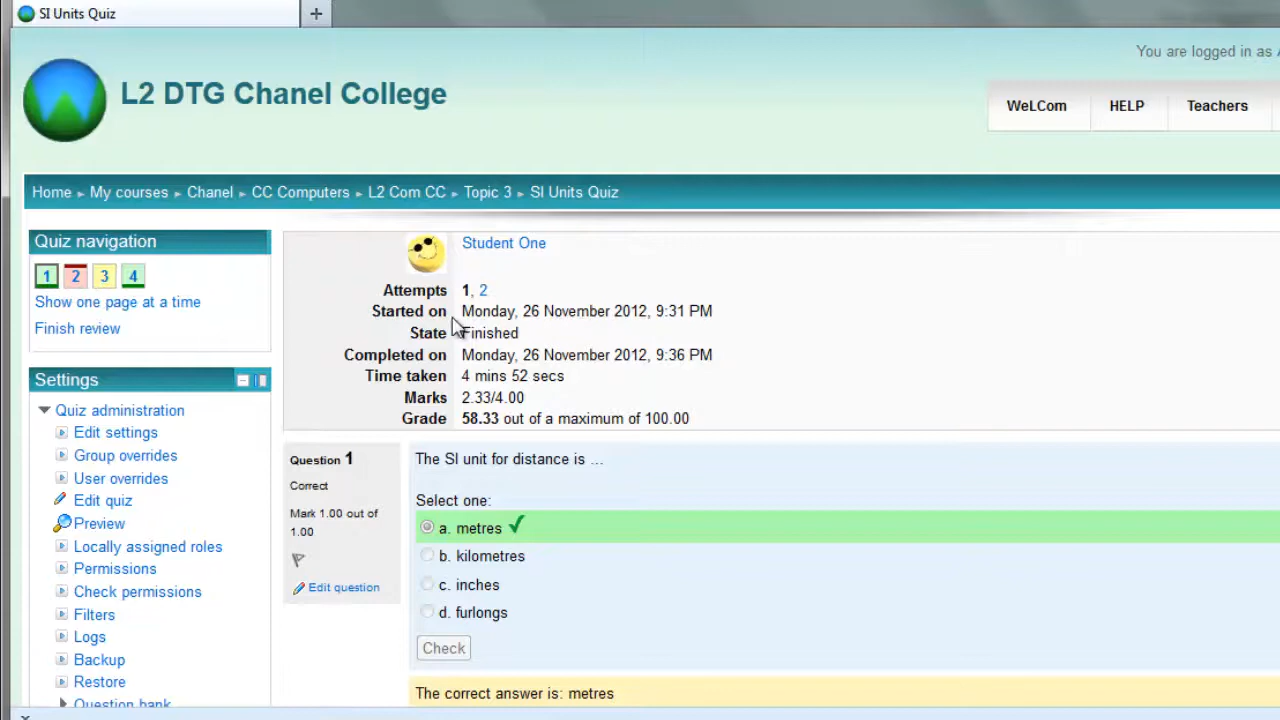 SI Units Quiz
You are logged in as
L2 DTG Chanel College
WeLCom HELP Teachers
Home ▸ My courses ▸ Chanel ▸ CC Computers ▸ L2 Com CC ▸ Topic 3 ▸ SI Units Quiz
Quiz navigation
1 2 3 4
Show one page at a time
Finish review
Settings
Quiz administration
Edit settings
Group overrides
User overrides
Edit quiz
Preview
Locally assigned roles
Permissions
Check permissions
Filters
Logs
Backup
Restore
Question bank
Student One
Attempts 1, 2
Started on Monday, 26 November 2012, 9:31 PM
State Finished
Completed on Monday, 26 November 2012, 9:36 PM
Time taken 4 mins 52 secs
Marks 2.33/4.00
Grade 58.33 out of a maximum of 100.00
Question 1
Correct
Mark 1.00 out of
1.00
Edit question
The SI unit for distance is ...
Select one:
a. metres
b. kilometres
c. inches
d. furlongs
Check
The correct answer is: metres